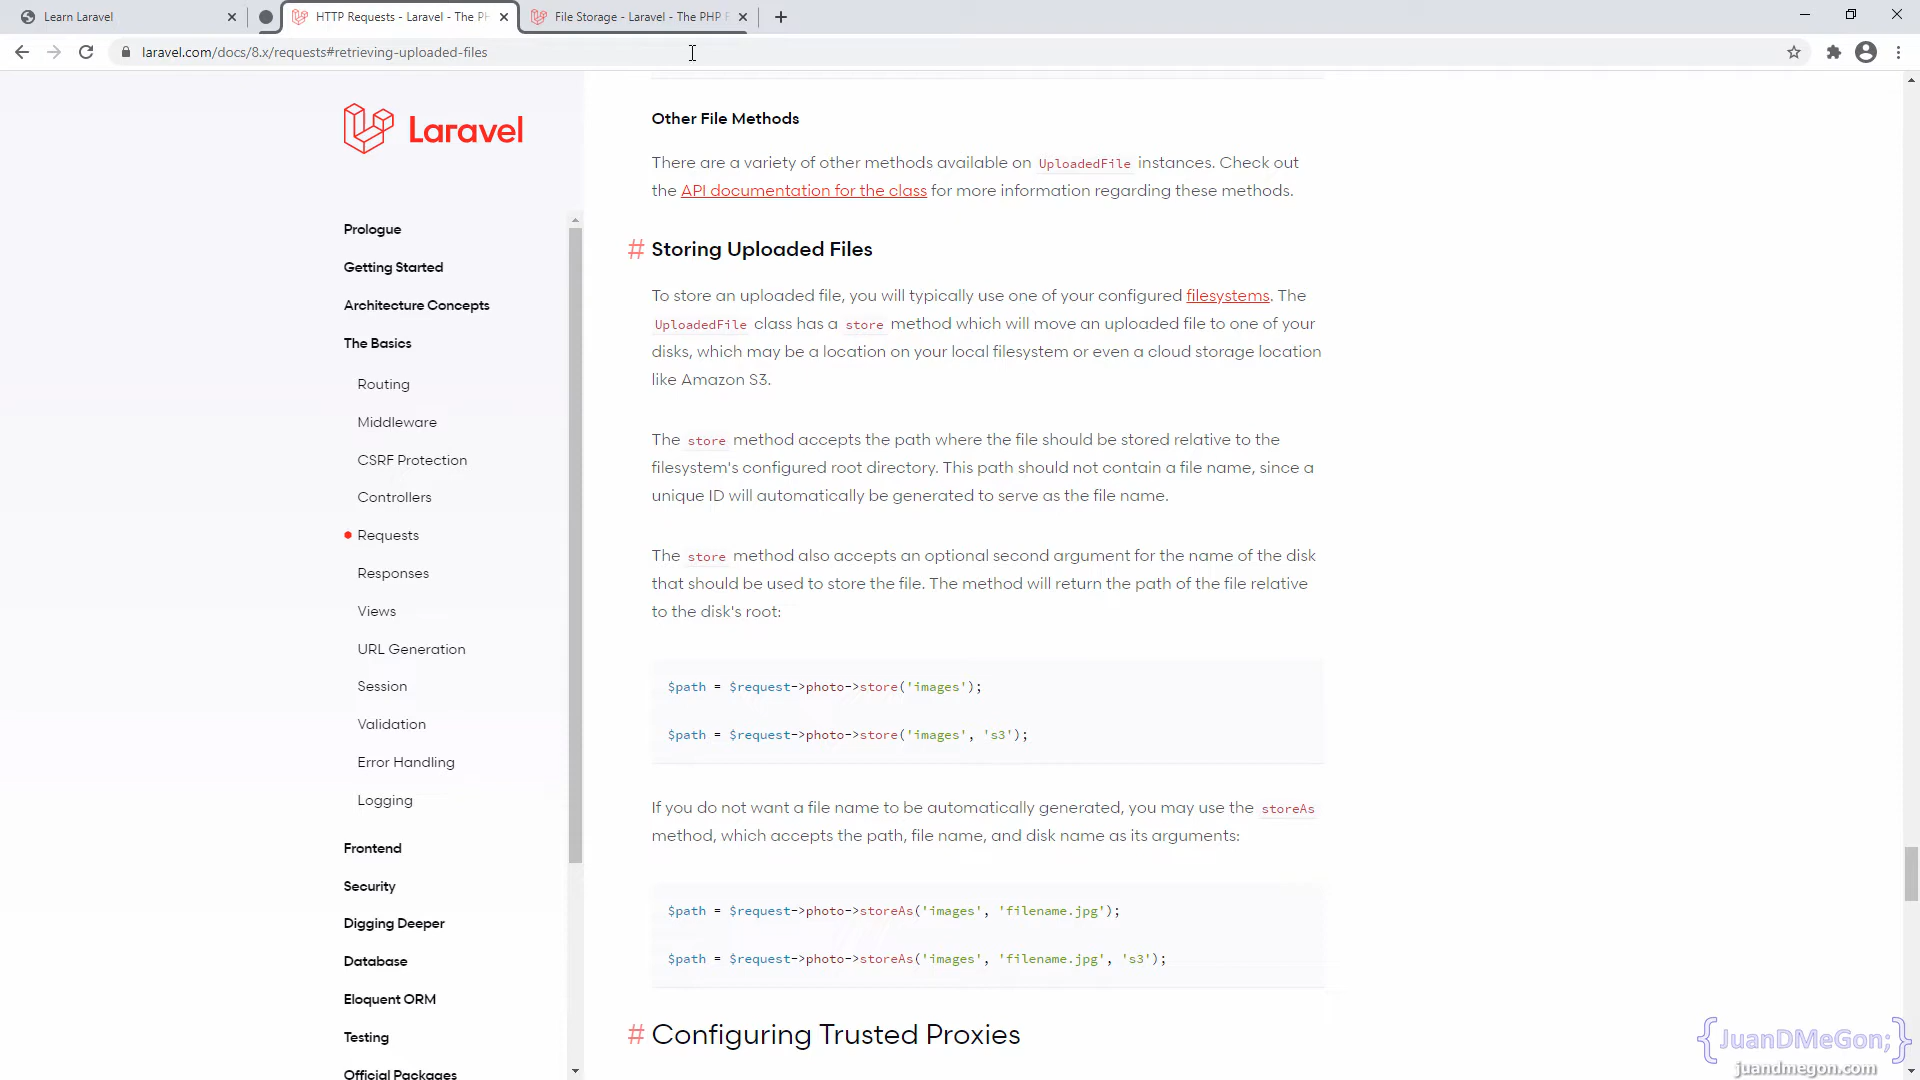 Learn Laravel
HTTP Requests - Laravel - The PH
File Storage - Laravel - The PHP F
laravel.com/docs/8.x/requests#retrieving-uploaded-files
Laravel
Prologue
Getting Started
Architecture Concepts
The Basics
Routing
Middleware
CSRF Protection
Controllers
Requests
Responses
Views
URL Generation
Session
Validation
Error Handling
Logging
Frontend
Security
Digging Deeper
Database
Eloquent ORM
Testing
Official Packages
Other File Methods
There are a variety of other methods available on UploadedFile instances. Check out
the API documentation for the class for more information regarding these methods.
# Storing Uploaded Files
To store an uploaded file, you will typically use one of your configured filesystems. The
UploadedFile class has a store method which will move an uploaded file to one of your
disks, which may be a location on your local filesystem or even a cloud storage location
like Amazon S3.
The store method accepts the path where the file should be stored relative to the
filesystem's configured root directory. This path should not contain a file name, since a
unique ID will automatically be generated to serve as the file name.
The store method also accepts an optional second argument for the name of the disk
that should be used to store the file. The method will return the path of the file relative
to the disk's root:
$path = $request->photo->store('images');
$path = $request->photo->store('images', 's3');
If you do not want a file name to be automatically generated, you may use the storeAs
method, which accepts the path, file name, and disk name as its arguments:
$path = $request->photo->storeAs('images', 'filename.jpg');
$path = $request->photo->storeAs('images', 'filename.jpg', 's3');
# Configuring Trusted Proxies
{JuanDMeGon;}
juandmegon.com